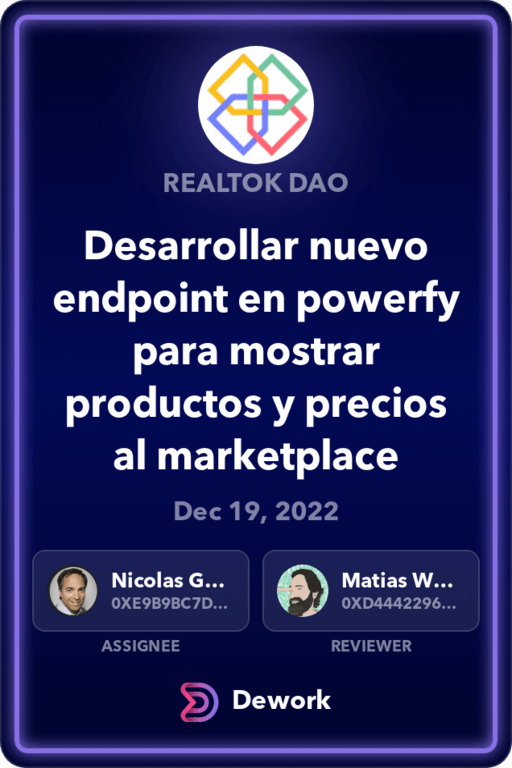 REALTOK DAO
Desarrollar nuevo
endpoint en powerfy
para mostrar
productos y precios
al marketplace
Dec 19, 2022
Nicolas G...
0XE9B9BC7D...
ASSIGNEE
Matias W...
0XD4442296...
REVIEWER
Dework